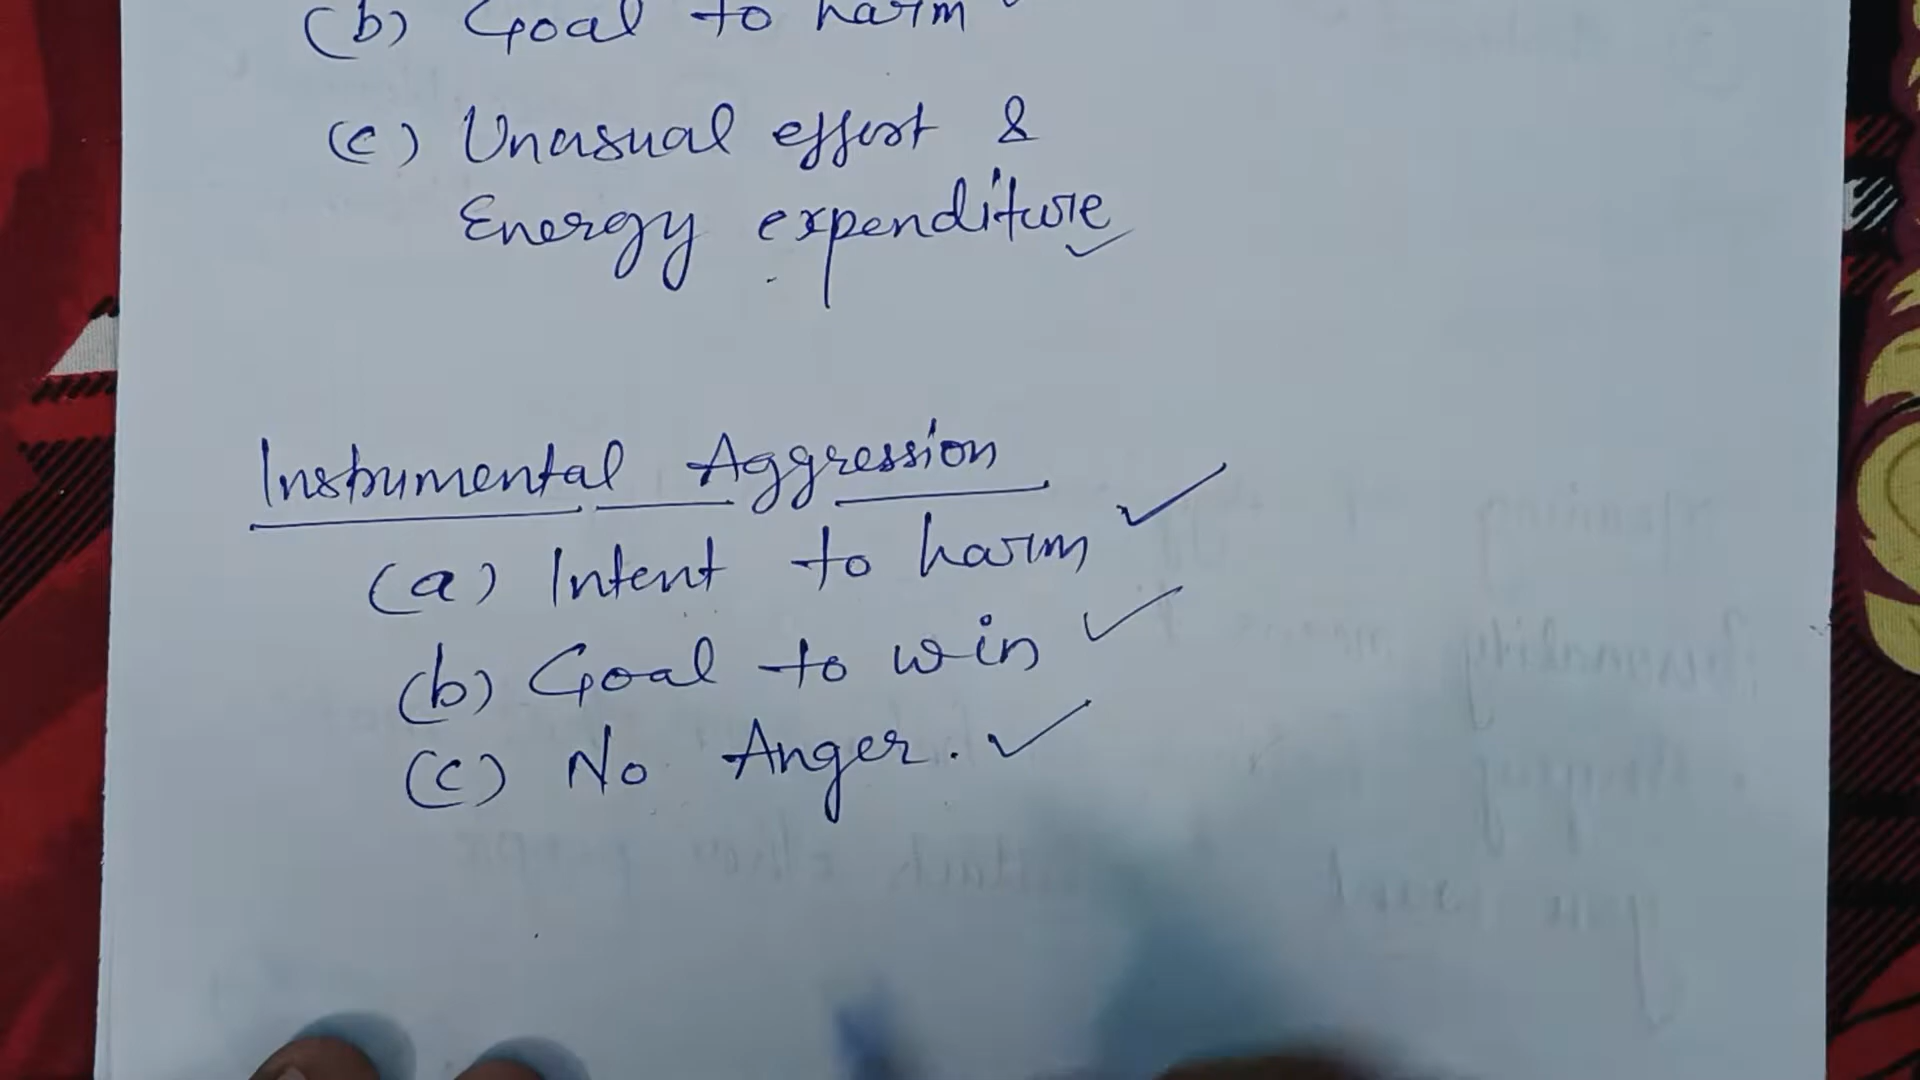 (b) Goal to harm
(c) Unusual effort &
Energy expenditure
Instrumental Aggression
(a) Intent to harm
(b) Goal to win
(c) No Anger.